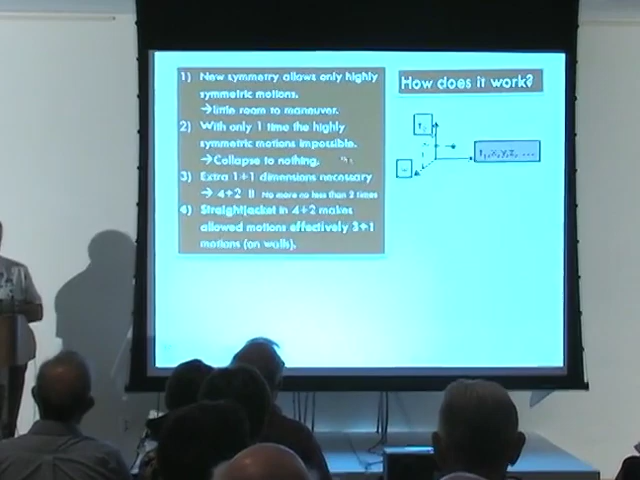 1) New symmetry allows only highly
symmetric motions.
→little room to maneuver.
2) With only 1 time the highly
symmetric motions impossible.
→Collapse to nothing.
3) Extra 1+1 dimensions necessary
→ 4+2 !! No more no less than 2 times
4) Straightjacket in 4+2 makes
allowed motions effectively 3+1
motions (on walls).
How does it work?